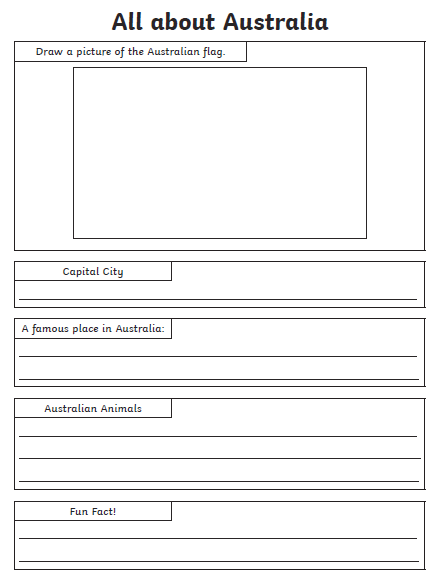 All about Australia
Draw a picture of the Australian flag.
Capital City
A famous place in Australia:
Australian Animals
Fun Fact!